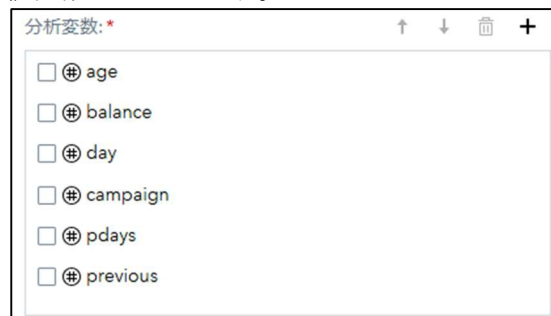 分析変数:*
age
balance
day
campaign
pdays
previous